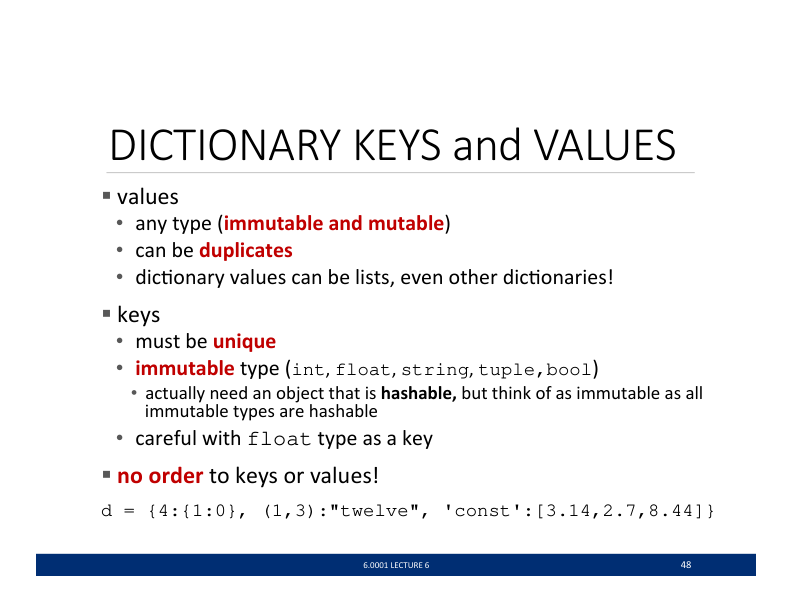 DICTIONARY KEYS and VALUES
▪ values
• any type (immutable and mutable)
• can be duplicates
• dictionary values can be lists, even other dictionaries!
▪ keys
• must be unique
• immutable type (int, float, string, tuple,bool)
• actually need an object that is hashable, but think of as immutable as all
immutable types are hashable
• careful with float type as a key
▪ no order to keys or values!
d = {4:{1:0}, (1,3):"twelve", 'const':[3.14,2.7,8.44]}
6.0001 LECTURE 6
48